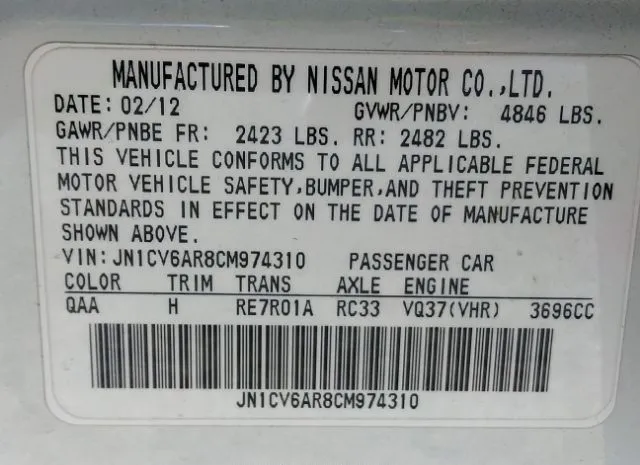 MANUFACTURED BY NISSAN MOTOR CO.,LTD.
DATE: 02/12 GVWR/PNBV: 4846 LBS.
GAWR/PNBE FR: 2423 LBS. RR: 2482 LBS.
THIS VEHICLE CONFORMS TO ALL APPLICABLE FEDERAL
MOTOR VEHICLE SAFETY,BUMPER,AND THEFT PREVENTION
STANDARDS IN EFFECT ON THE DATE OF MANUFACTURE
SHOWN ABOVE.
VIN: JN1CV6AR8CM974310 PASSENGER CAR
COLOR TRIM TRANS AXLE ENGINE
QAA H RE7R01A RC33 VQ37(VHR) 3696CC
JN1CV6AR8CM974310